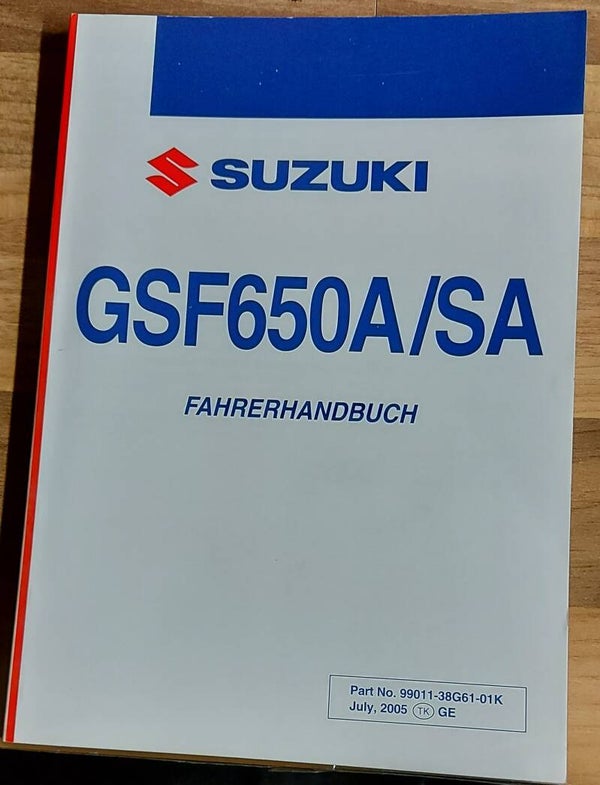 SUZUKI
GSF650A/SA
FAHRERHANDBUCH
Part No. 99011-38G61-01K
July, 2005 TK GE